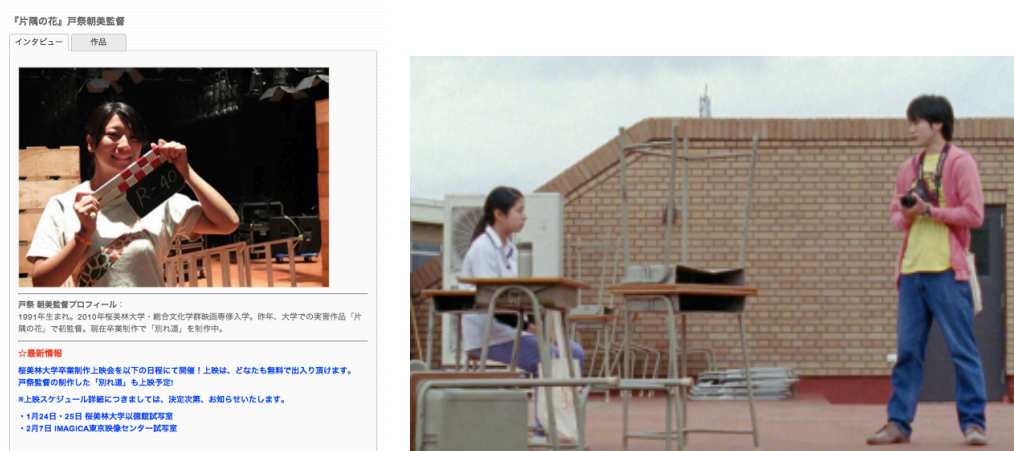 『片隅の花』戸祭朝美監督
インタビュー
作品
R-40
戸祭 朝美監督プロフィール：
1991年生まれ。2010年桜美林大学・総合文化学群映画専修入学。昨年、大学での実習作品「片
隅の花」で初監督。現在卒業制作で「別れ道」を制作中。
☆最新情報
桜美林大学卒業制作上映会を以下の日程にて開催！上映は、どなたも無料で出入り頂けます。
戸祭監督の制作した「別れ道」も上映予定!
※上映スケジュール詳細につきましては、決定次第、お知らせいたします。
・1月24日・25日 桜美林大学以徳館試写室
・2月7日 IMAGICA東京映像センター試写室